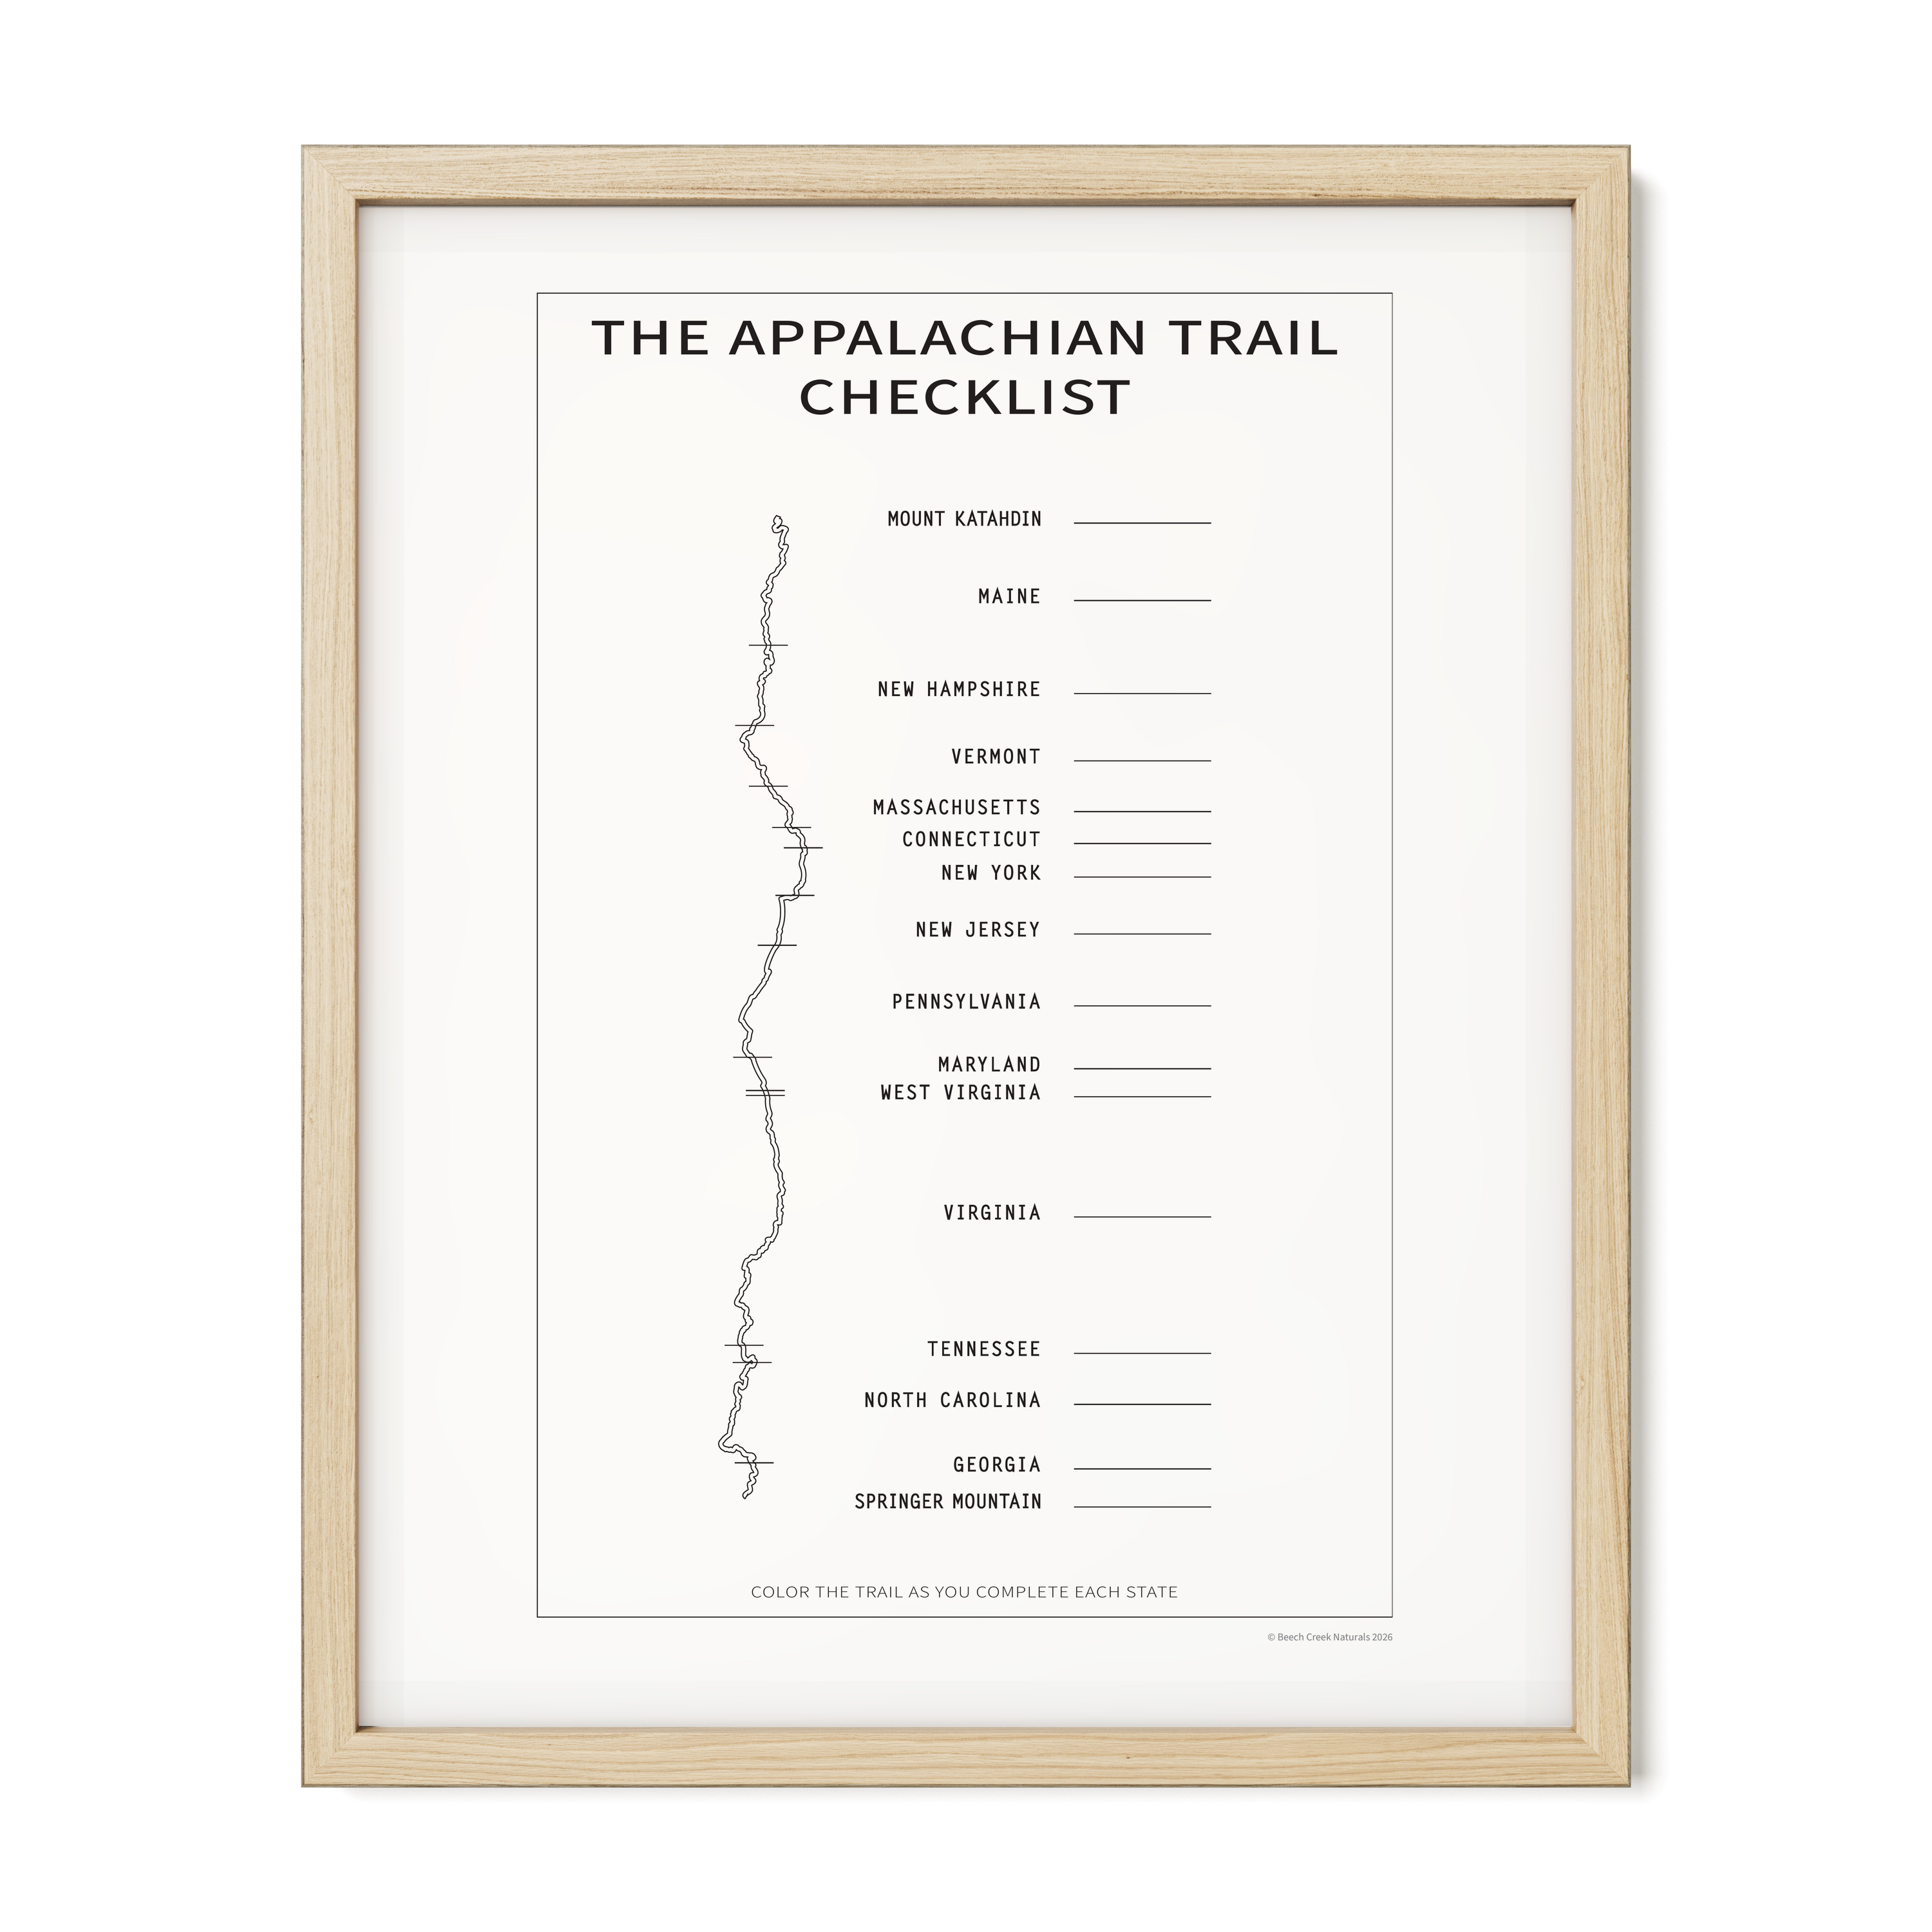 THE APPALACHIAN TRAIL
CHECKLIST
MOUNT KATAHDIN
MAINE
NEW HAMPSHIRE
VERMONT
MASSACHUSETTS
CONNECTICUT
NEW YORK
NEW JERSEY
PENNSYLVANIA
MARYLAND
WEST VIRGINIA
VIRGINIA
TENNESSEE
NORTH CAROLINA
GEORGIA
SPRINGER MOUNTAIN
COLOR THE TRAIL AS YOU COMPLETE EACH STATE
© Beech Creek Naturals 2026